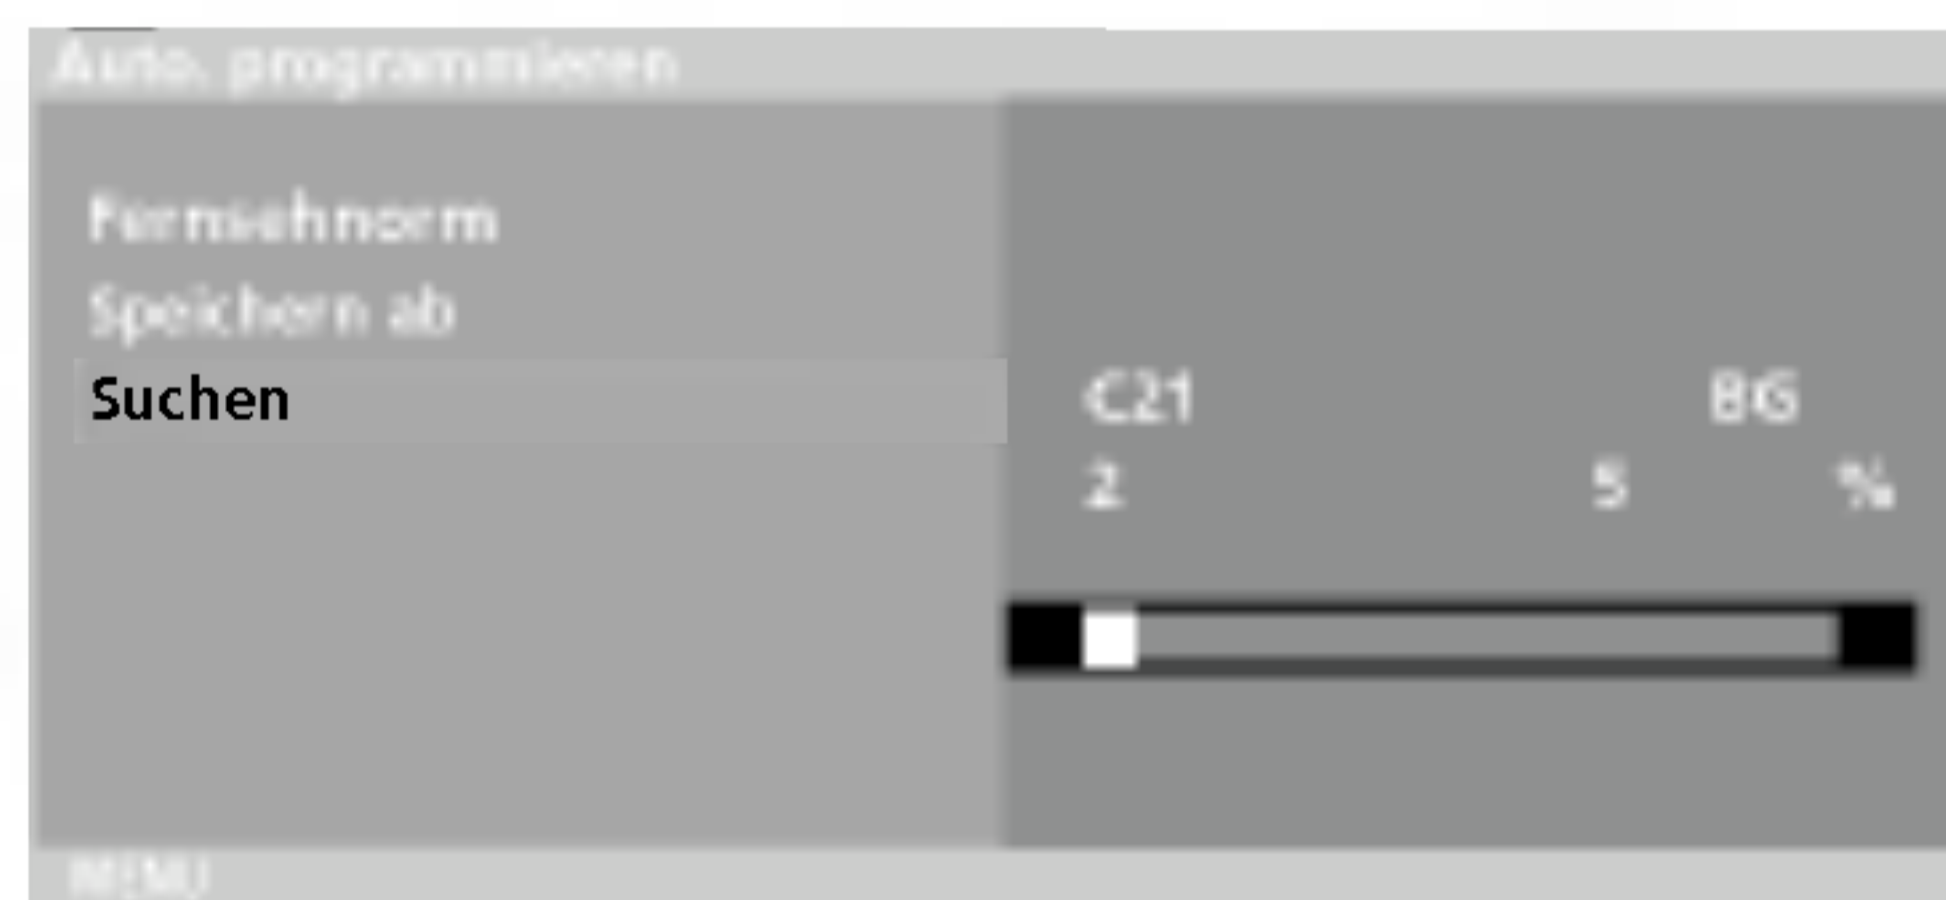 Auto. programmieren
Fernsehnorm
Speichern ab
Suchen C21 BG
2 5 %
MENU